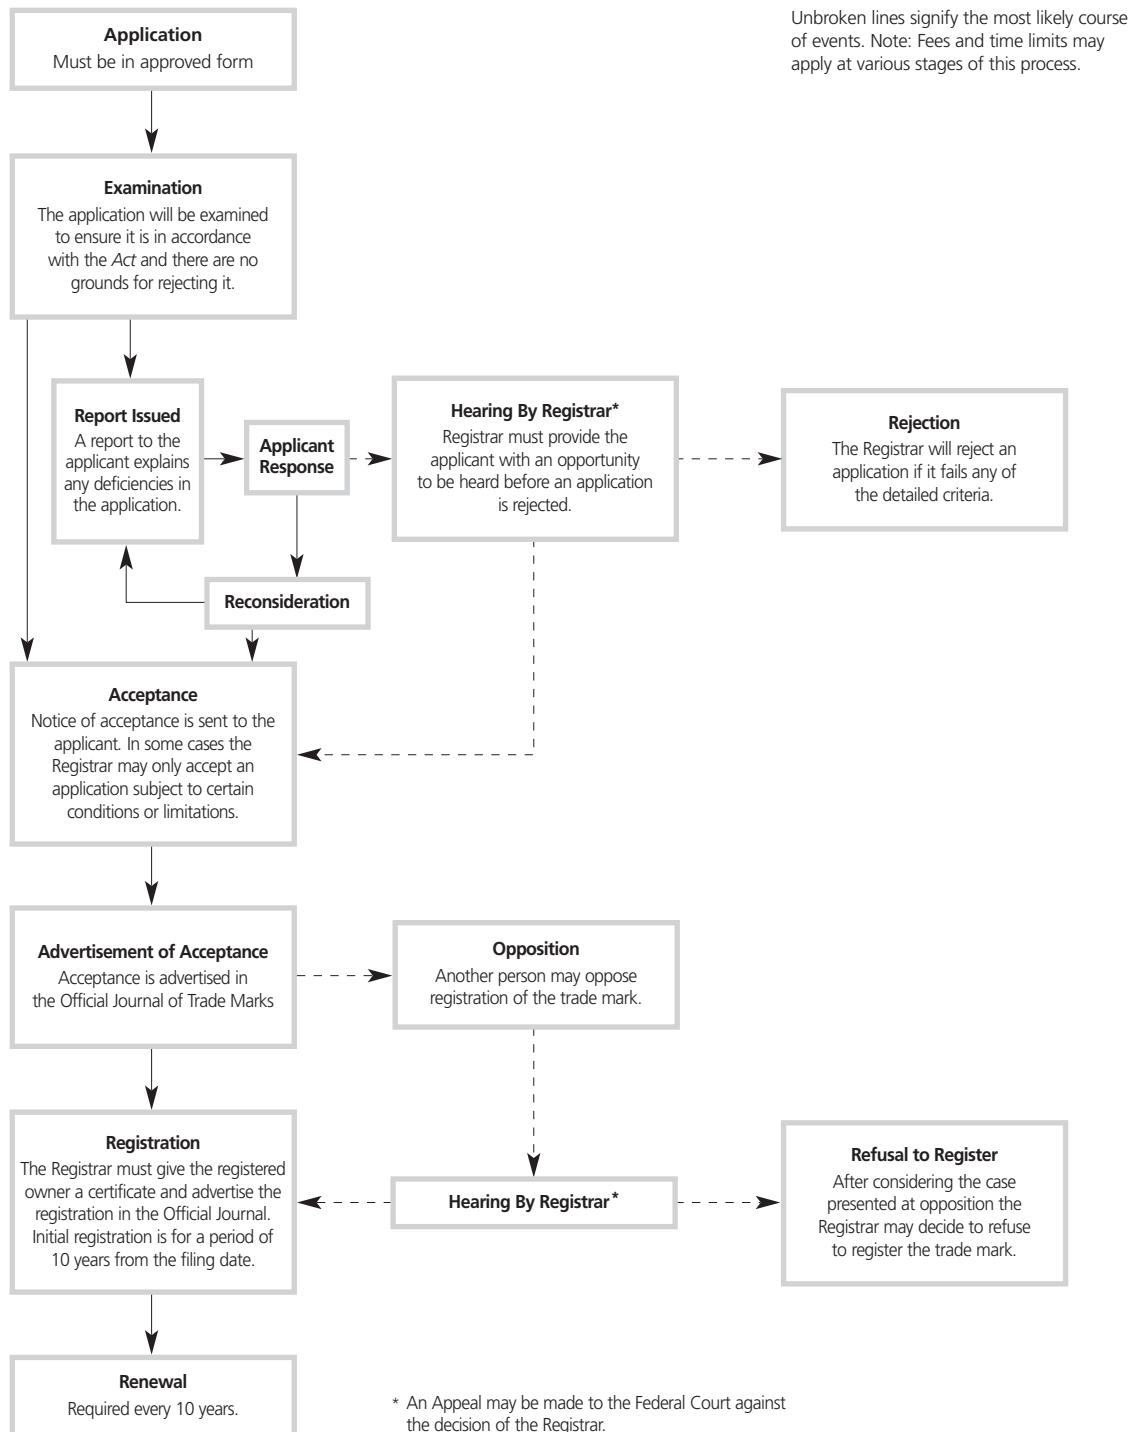 Unbroken lines signify the most likely course
of events. Note: Fees and time limits may
apply at various stages of this process.
Application
Must be in approved form
Examination
The application will be examined
to ensure it is in accordance
with the Act and there are no
grounds for rejecting it.
Report Issued
A report to the
applicant explains
any deficiencies in
the application.
Applicant
Response
Hearing By Registrar*
Registrar must provide the
applicant with an opportunity
to be heard before an application
is rejected.
Rejection
The Registrar will reject an
application if it fails any of
the detailed criteria.
Reconsideration
Acceptance
Notice of acceptance is sent to the
applicant. In some cases the
Registrar may only accept an
application subject to certain
conditions or limitations.
Advertisement of Acceptance
Acceptance is advertised in
the Official Journal of Trade Marks
Opposition
Another person may oppose
registration of the trade mark.
Registration
The Registrar must give the registered
owner a certificate and advertise the
registration in the Official Journal.
Initial registration is for a period of
10 years from the filing date.
Hearing By Registrar*
Refusal to Register
After considering the case
presented at opposition the
Registrar may decide to refuse
to register the trade mark.
Renewal
Required every 10 years.
* An Appeal may be made to the Federal Court against
the decision of the Registrar.